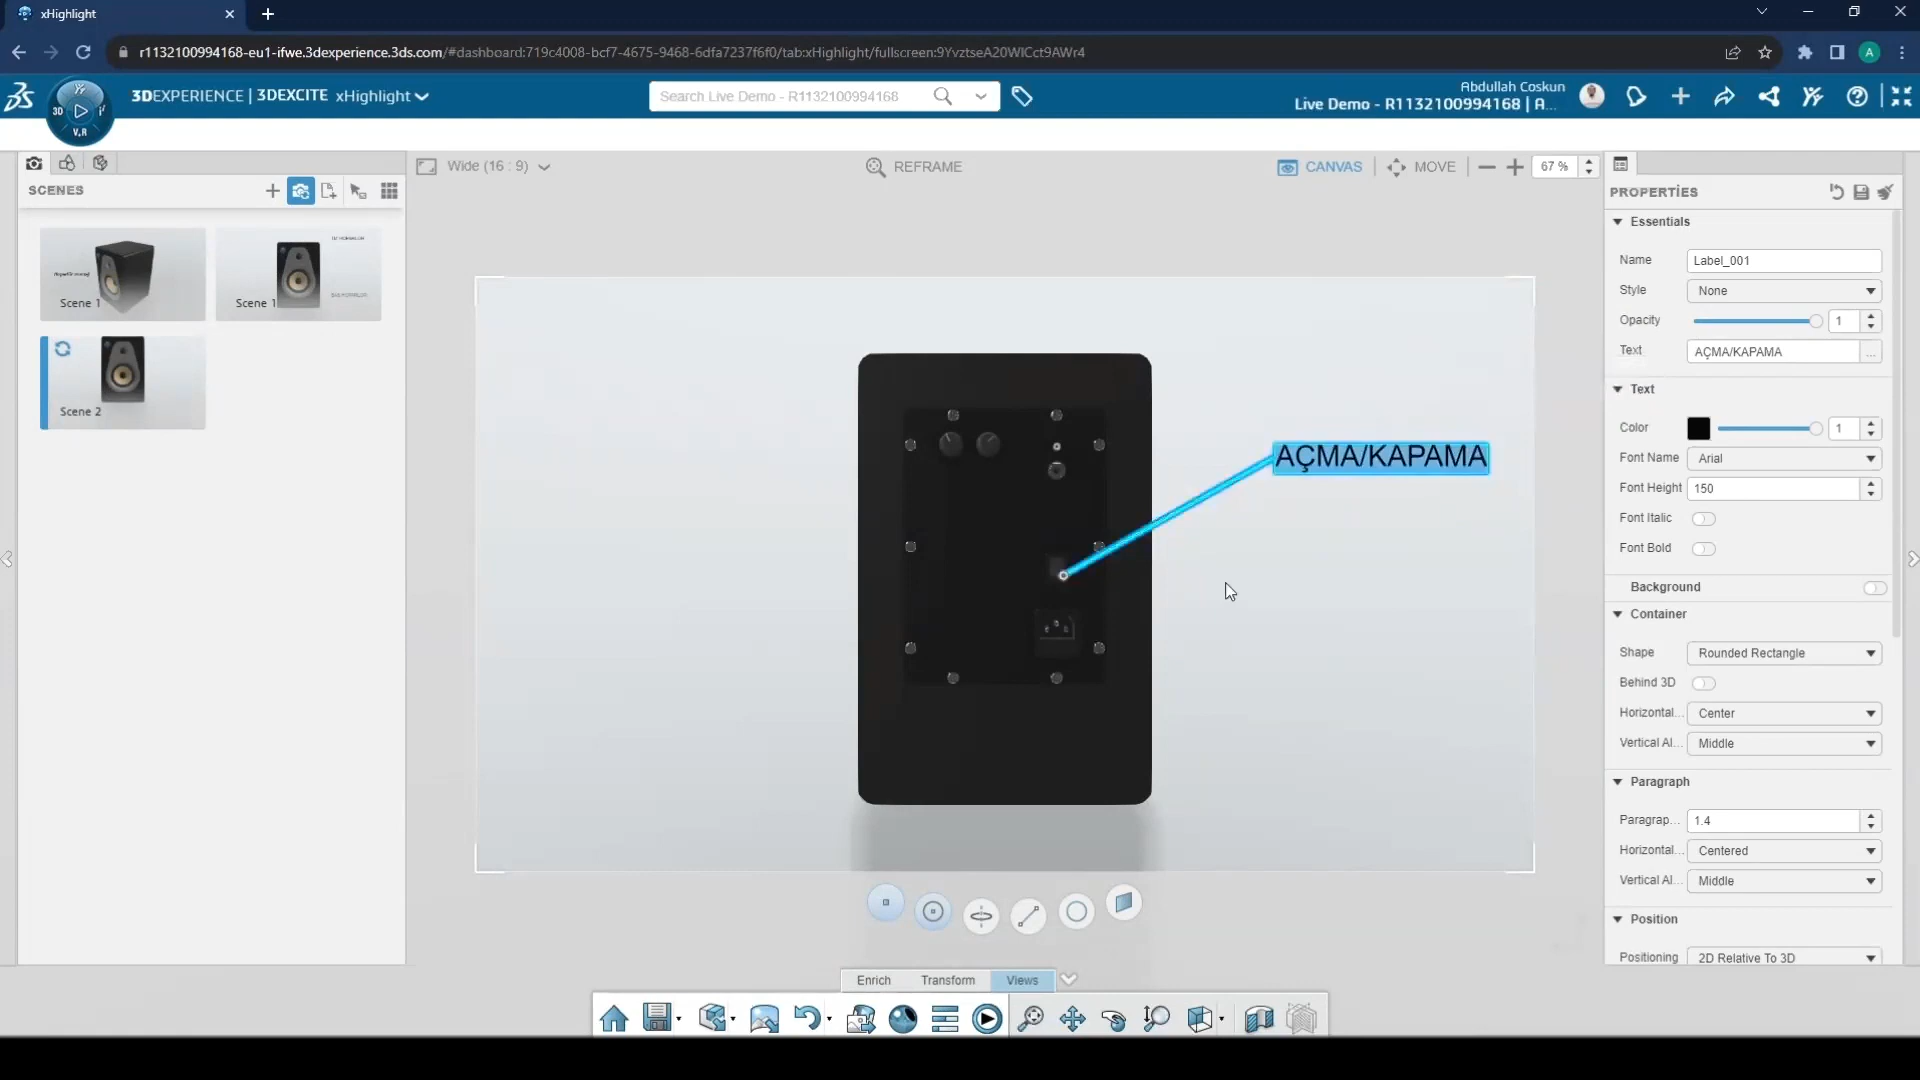 xHighlight
r1132100994168-eu1-ifwe.3dexperience.3ds.com/#dashboard:719c4008-bcf7-4675-9468-6dfa7237f6f0/tab:xHighlight/fullscreen:9YvztseA20WlCct9AWr4
A
3D
V.R
3DEXPERIENCE | 3DEXCITE xHighlight
Search Live Demo - R1132100994168
Abdullah Coskun
Live Demo - R1132100994168 | A...
SCENES
Wide (16 : 9)
REFRAME
CANVAS
MOVE
67 %
Scene 1
Scene 1
Scene 2
AÇMA/KAPAMA
PROPERTİES
Essentials
Name
Label_001
Style
None
Opacity
1
Text
AÇMA/KAPAMA
...
Text
Color
1
Font Name
Arial
Font Height
150
Font Italic
Font Bold
Background
Container
Shape
Rounded Rectangle
Behind 3D
Horizontal...
Center
Vertical Al...
Middle
Paragraph
Paragrap...
1.4
Horizontal...
Centered
Vertical Al...
Middle
Position
Positioning
2D Relative To 3D
Enrich
Transform
Views